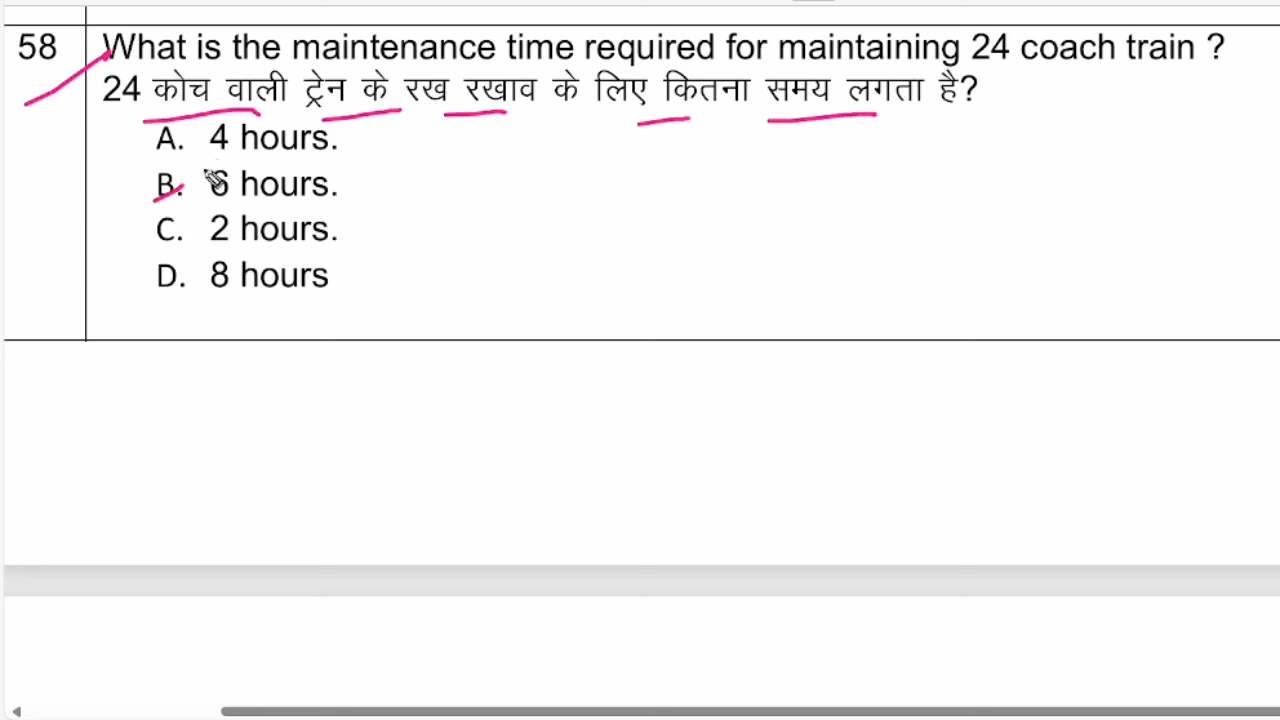 58 What is the maintenance time required for maintaining 24 coach train ?
24 कोच वाली ट्रेन के रख रखाव के लिए कितना समय लगता है?
A. 4 hours.
B. 6 hours.
C. 2 hours.
D. 8 hours